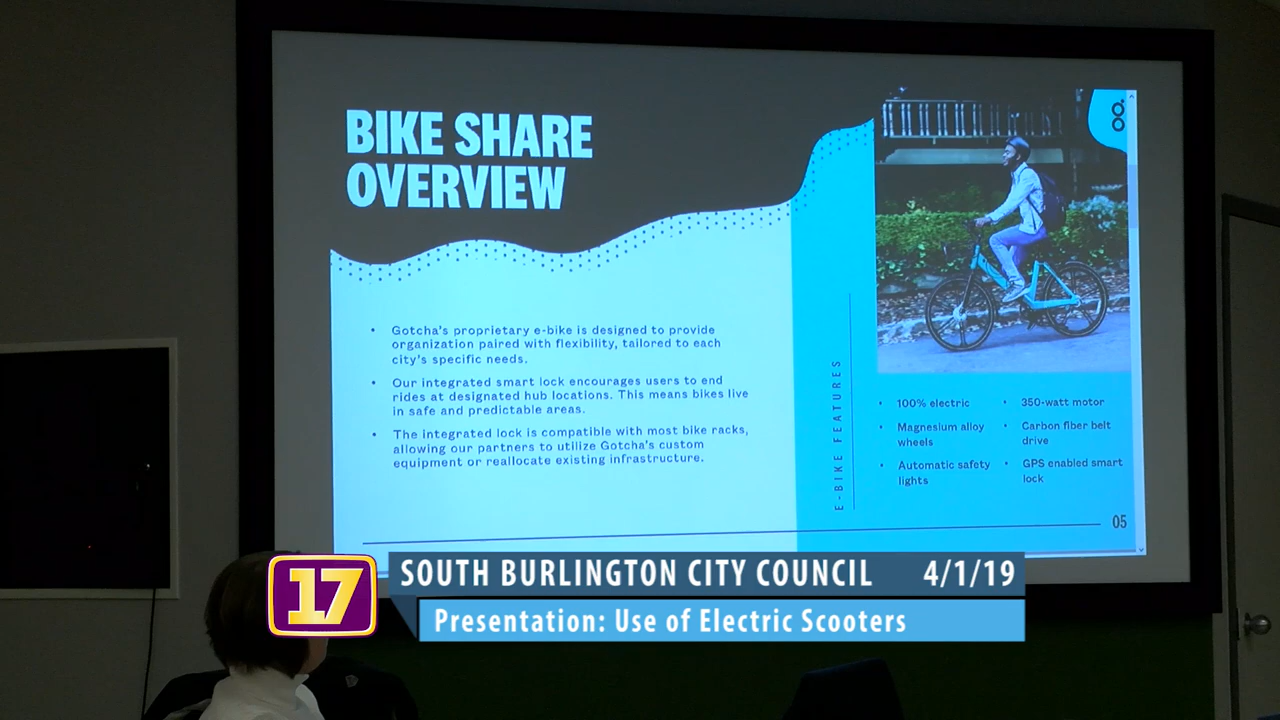 BIKE SHARE
OVERVIEW
• Gotcha's proprietary e-bike is designed to provide
organization paired with flexibility, tailored to each
city's specific needs.
• Our integrated smart lock encourages users to end
rides at designated hub locations. This means bikes live
in safe and predictable areas.
• The integrated lock is compatible with most bike racks,
allowing our partners to utilize Gotcha's custom
equipment or reallocate existing infrastructure.
E-BIKE FEATURES
• 100% electric
• Magnesium alloy
wheels
• Automatic safety
lights
• 350-watt motor
• Carbon fiber belt
drive
• GPS enabled smart
lock
05
17
SOUTH BURLINGTON CITY COUNCIL 4/1/19
Presentation: Use of Electric Scooters